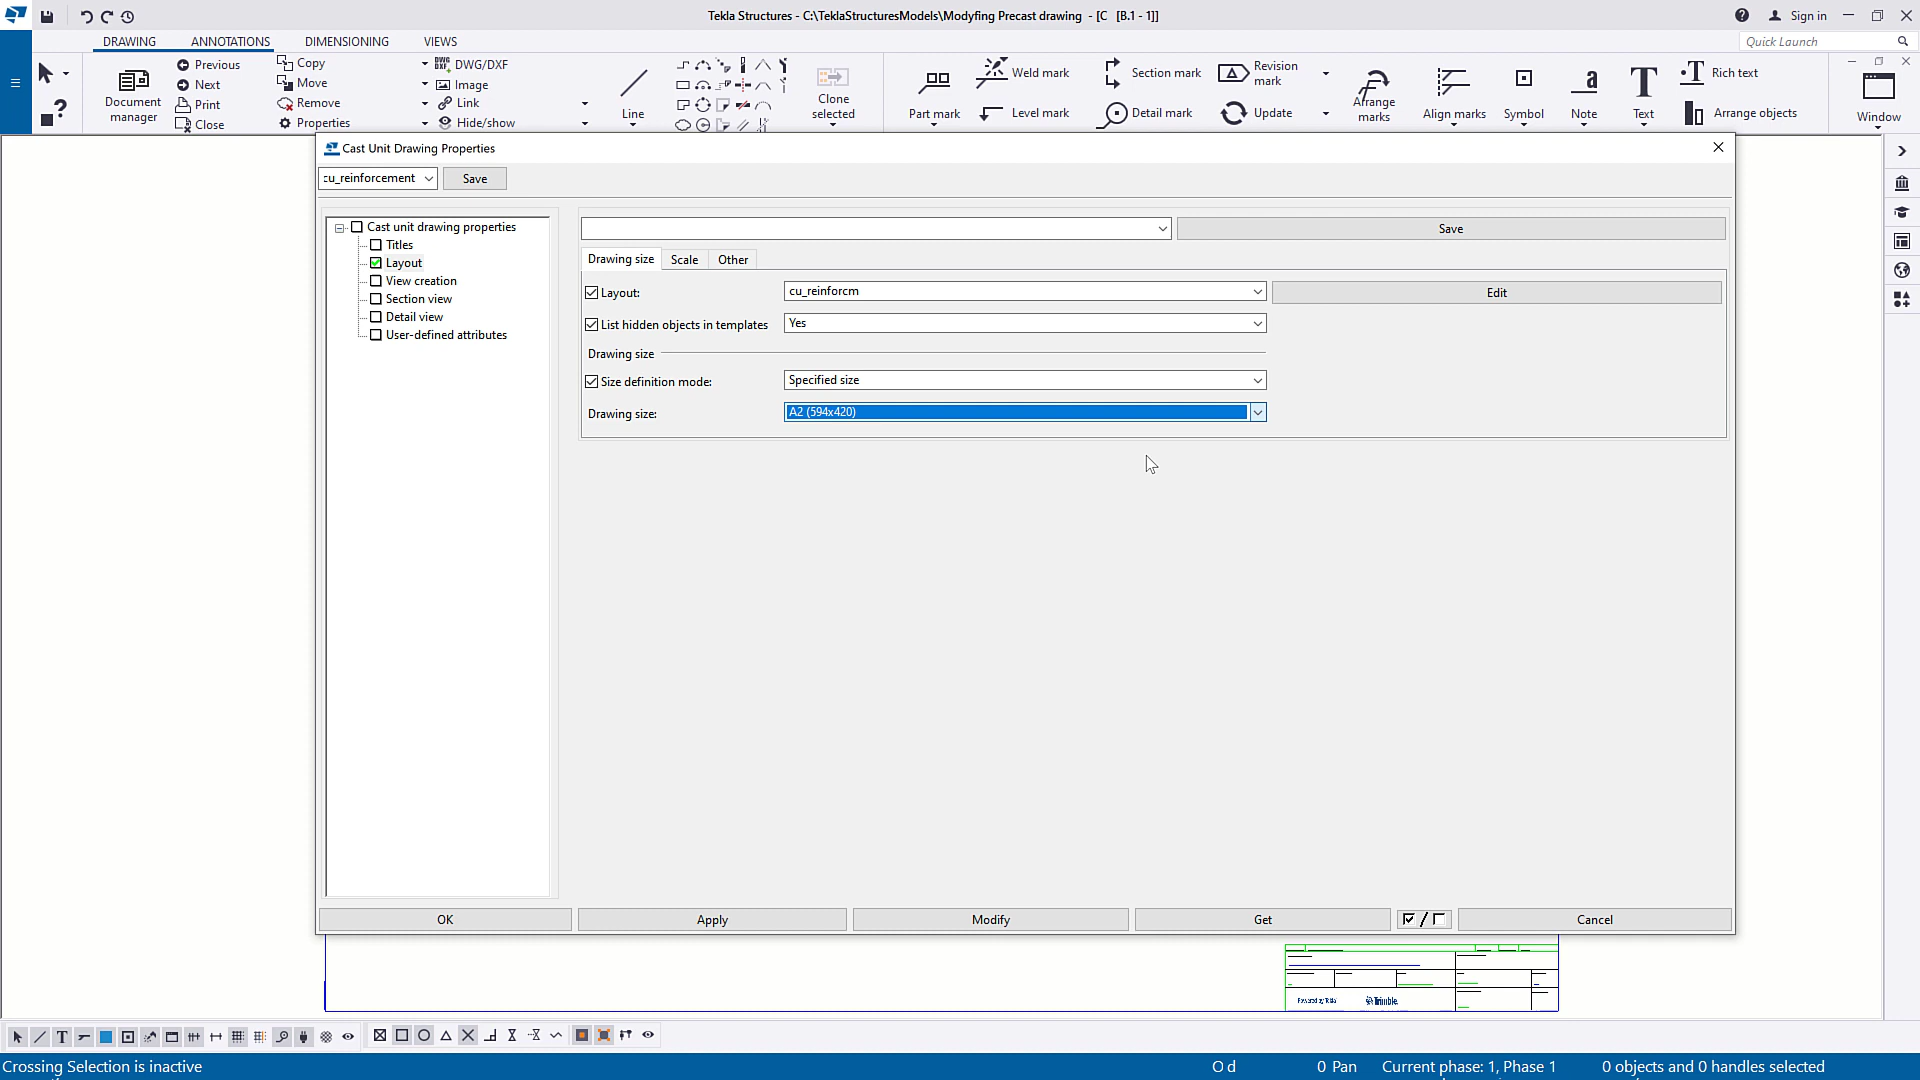 Tekla Structures - C:\TeklaStructuresModels\Modyfing Precast drawing - [C [B.1 - 1]]
Sign in
DRAWING ANNOTATIONS DIMENSIONING VIEWS
Quick Launch
Document manager
Previous
Next
Print
Close
Copy
Move
Remove
Properties
DWG/DXF
Image
Link
Hide/show
Line
Clone selected
Part mark
Weld mark
Level mark
Section mark
Detail mark
Revision mark
Update
Arrange marks
Align marks
Symbol
Note
Text
Rich text
Arrange objects
Window
Cast Unit Drawing Properties
cu_reinforcement Save
Cast unit drawing properties
Titles
Layout
View creation
Section view
Detail view
User-defined attributes
Save
Drawing size Scale Other
Layout: cu_reinforcm Edit
List hidden objects in templates Yes
Drawing size
Size definition mode: Specified size
Drawing size: A2 (594x420)
OK Apply Modify Get Cancel
Powered by Tekla Trimble
Crossing Selection is inactive O d 0 Pan Current phase: 1, Phase 1 0 objects and 0 handles selected